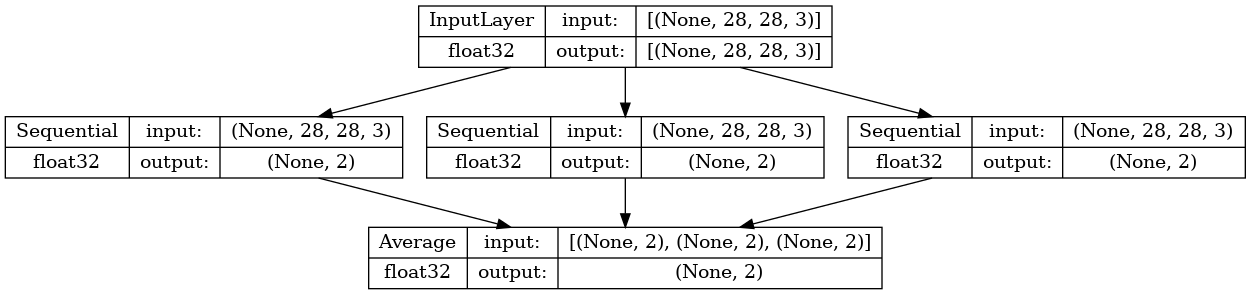 InputLayer input: [(None, 28, 28, 3)]
float32 output: [(None, 28, 28, 3)]
Sequential input: (None, 28, 28, 3)
float32 output: (None, 2)
Sequential input: (None, 28, 28, 3)
float32 output: (None, 2)
Sequential input: (None, 28, 28, 3)
float32 output: (None, 2)
Average input: [(None, 2), (None, 2), (None, 2)]
float32 output: (None, 2)